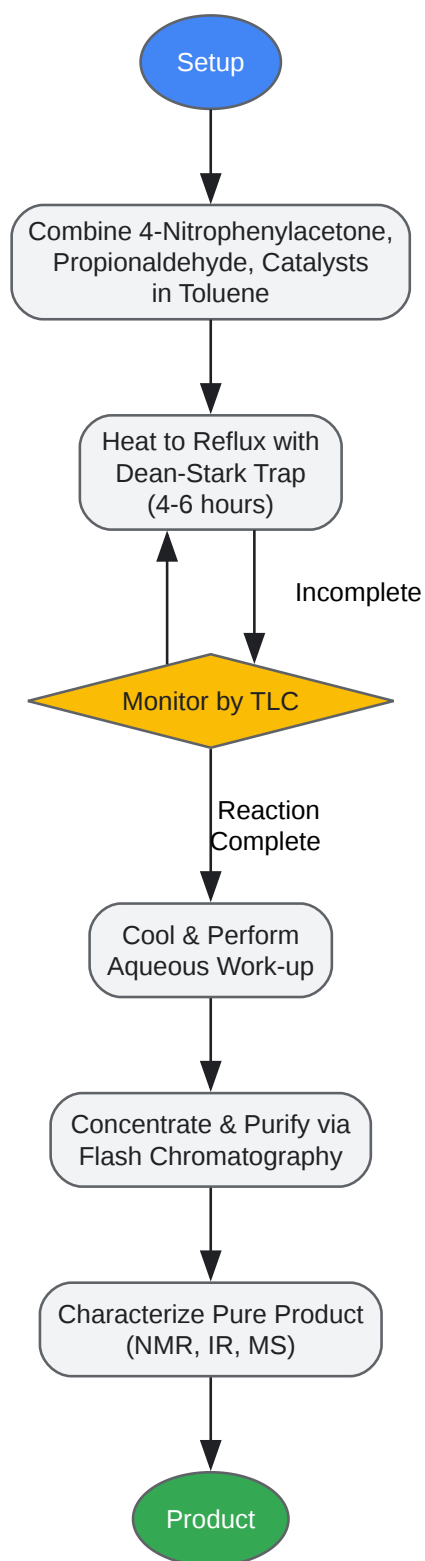 Setup
Combine 4-Nitrophenylacetone,
Propionaldehyde, Catalysts
in Toluene
Heat to Reflux with
Dean-Stark Trap
(4-6 hours)
Incomplete
Monitor by TLC
Reaction
Complete
Cool & Perform
Aqueous Work-up
Concentrate & Purify via
Flash Chromatography
Characterize Pure Product
(NMR, IR, MS)
Product